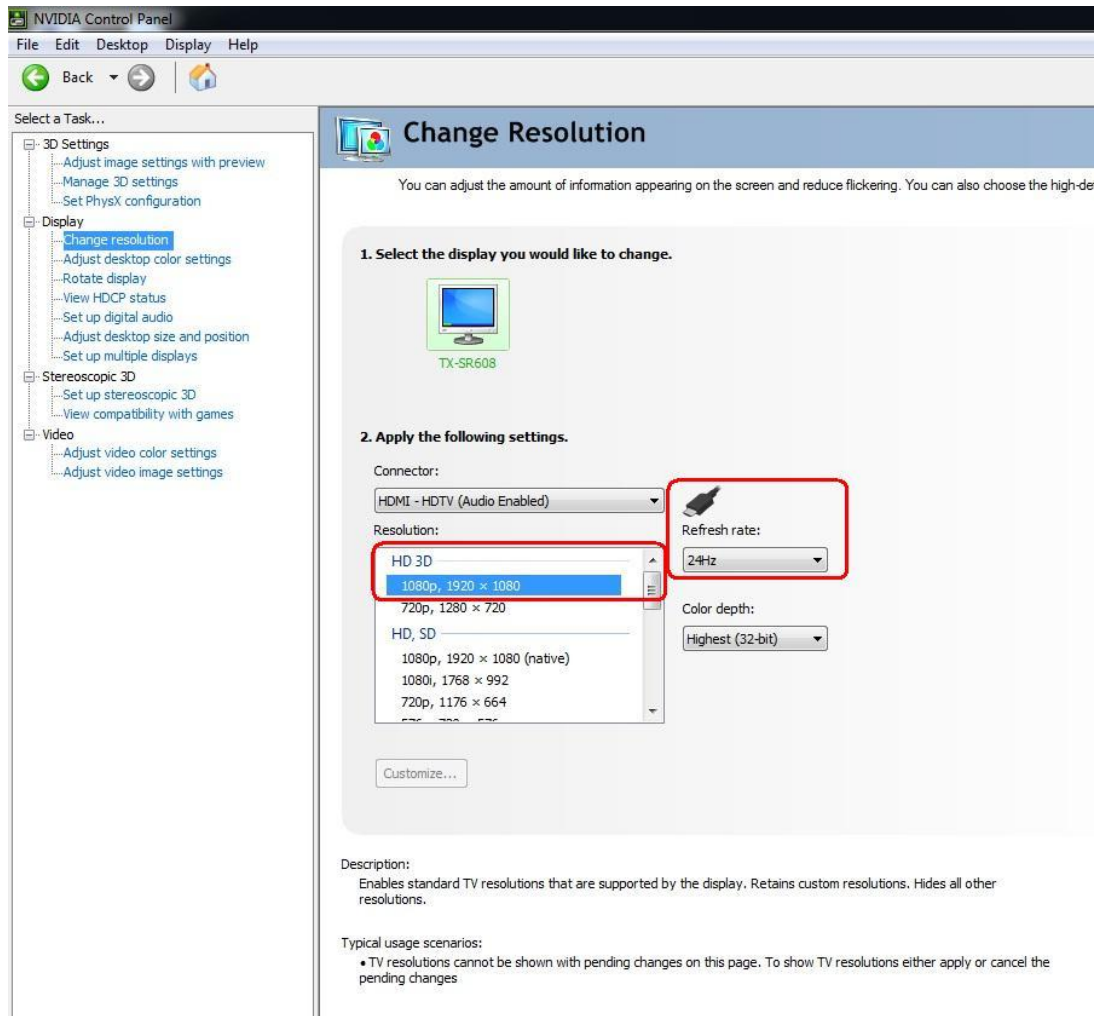 NVIDIA Control Panel
File Edit Desktop Display Help
Back
Select a Task...
3D Settings
Adjust image settings with preview
Manage 3D settings
Set PhysX configuration
Display
Change resolution
Adjust desktop color settings
Rotate display
View HDCP status
Set up digital audio
Adjust desktop size and position
Set up multiple displays
Stereoscopic 3D
Set up stereoscopic 3D
View compatibility with games
Video
Adjust video color settings
Adjust video image settings
Change Resolution
You can adjust the amount of information appearing on the screen and reduce flickering. You can also choose the high-de
1. Select the display you would like to change.
TX-SR608
2. Apply the following settings.
Connector:
HDMI - HDTV (Audio Enabled)
Resolution:
HD 3D
1080p, 1920 × 1080
720p, 1280 × 720
HD, SD
1080p, 1920 × 1080 (native)
1080i, 1768 × 992
720p, 1176 × 664
Refresh rate:
24Hz
Color depth:
Highest (32-bit)
Customize...
Description:
Enables standard TV resolutions that are supported by the display. Retains custom resolutions. Hides all other
resolutions.
Typical usage scenarios:
• TV resolutions cannot be shown with pending changes on this page. To show TV resolutions either apply or cancel the
pending changes